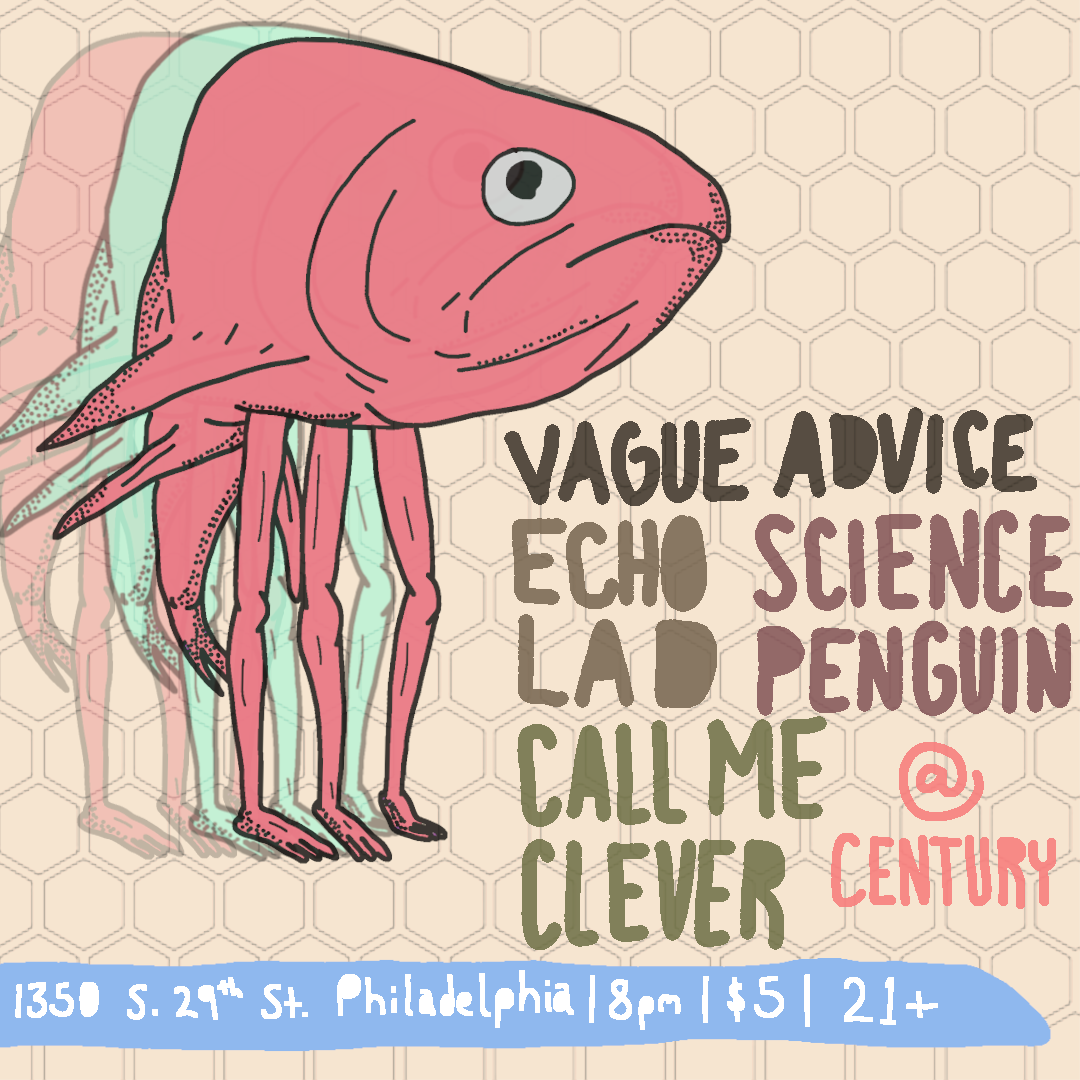 VAGUE ADVICE
ECHO
LAD
SCIENCE
PENGUIN
CALL ME
CLEVER
@
CENTURY
1350 S. 29th St. Philadelphia | 8pm | $5 | 21+